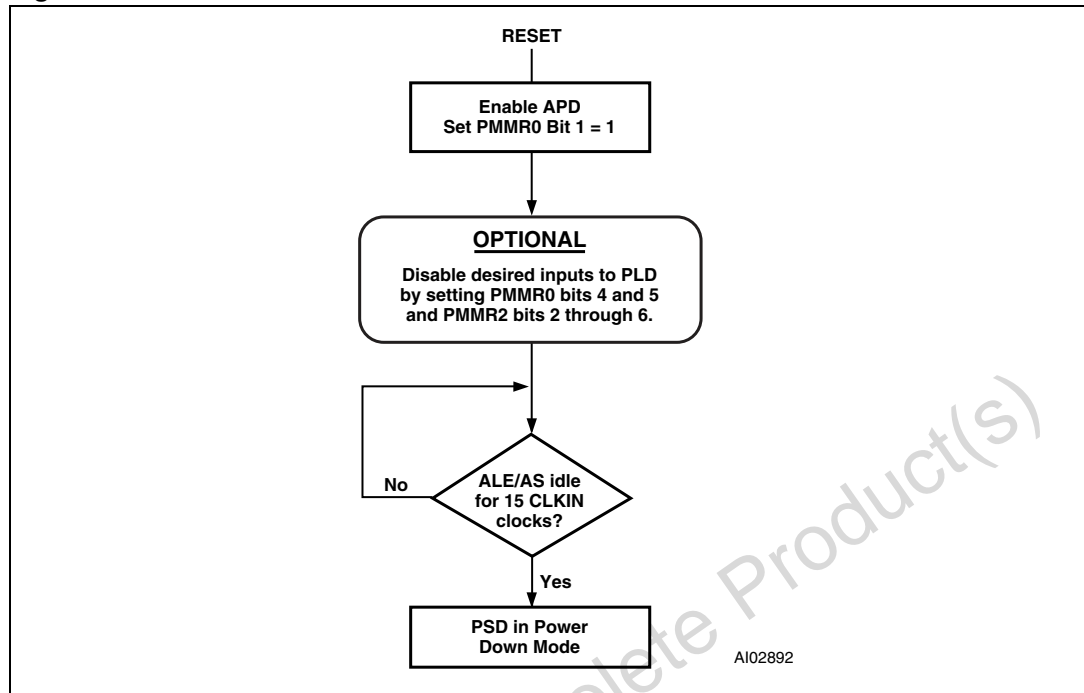 RESET
Enable APD
Set PMMR0 Bit 1 = 1
OPTIONAL
Disable desired inputs to PLD
by setting PMMR0 bits 4 and 5
and PMMR2 bits 2 through 6.
No
ALE/AS idle
for 15 CLKIN
clocks?
Yes
PSD in Power
Down Mode
AI02892
Product(s)